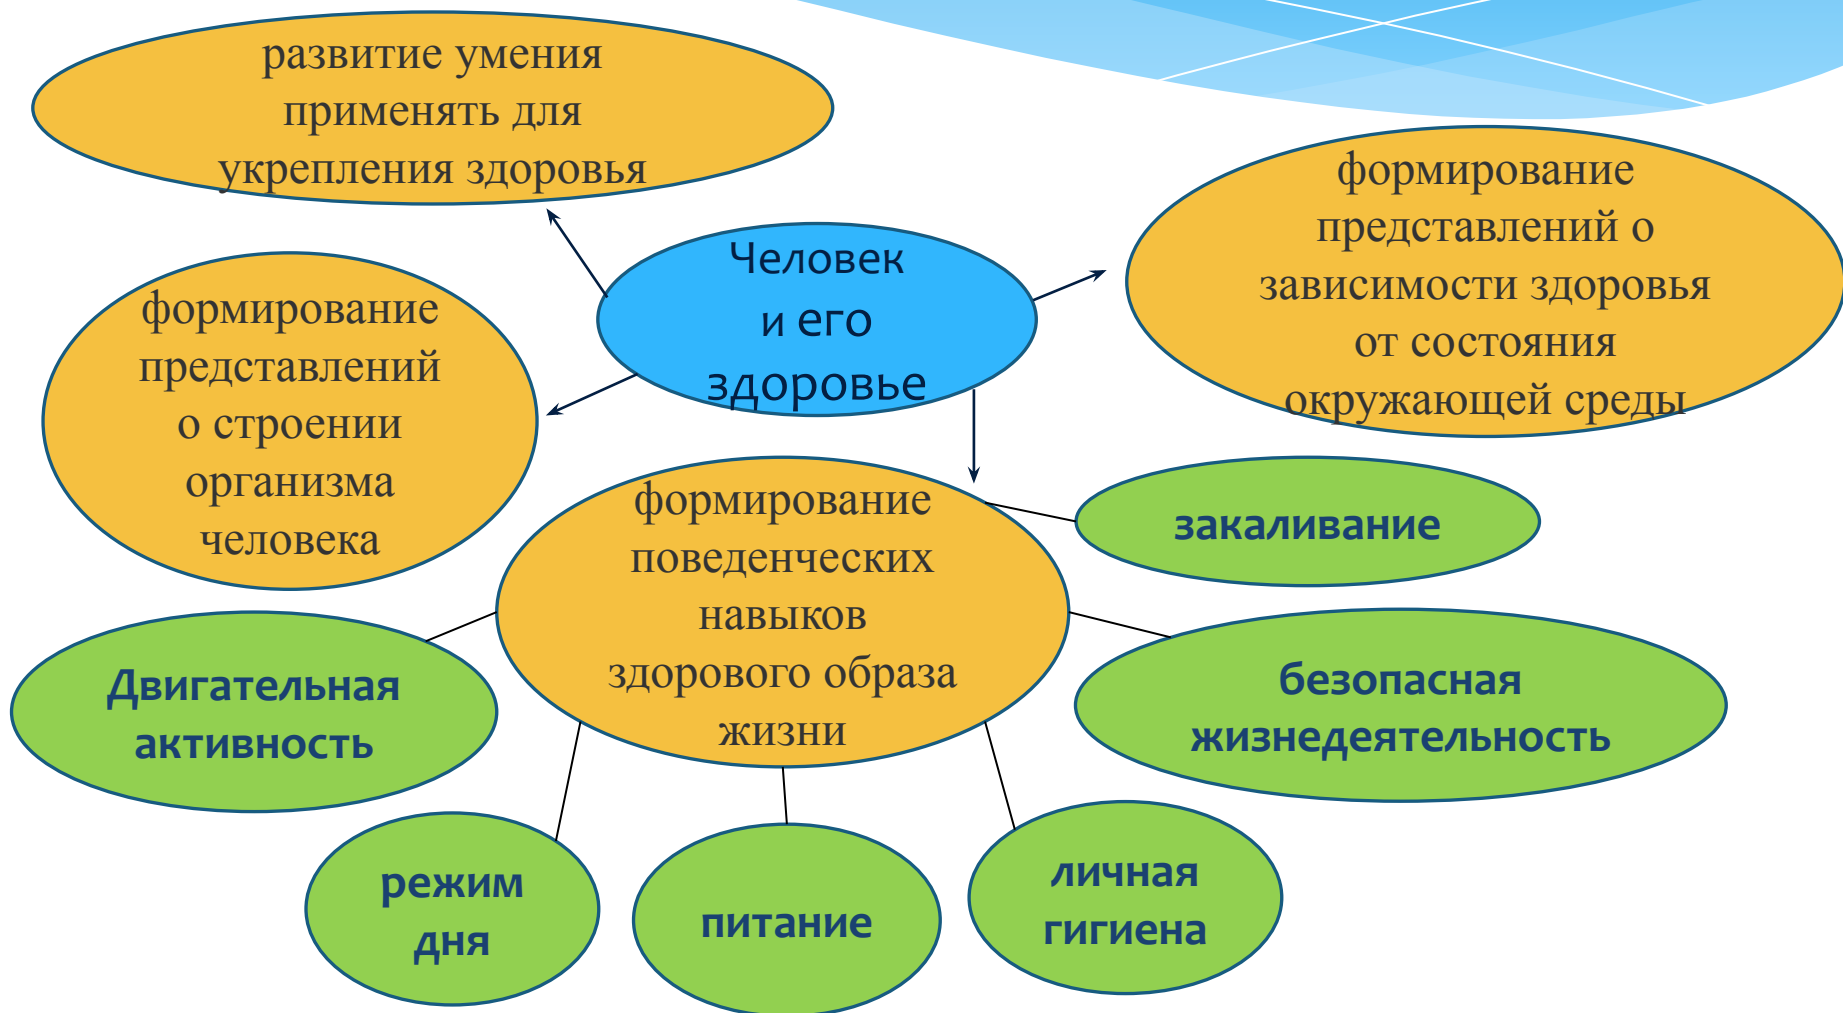 развитие умения
применять для
укрепления здоровья
формирование
представлений о
зависимости здоровья
от состояния
окружающей среды
Человек
и его
здоровье
формирование
представлений
о строении
организма
человека
формирование
поведенческих
навыков
здорового образа
жизни
закаливание
Двигательная
активность
безопасная
жизнедеятельность
режим
дня
питание
личная
гигиена